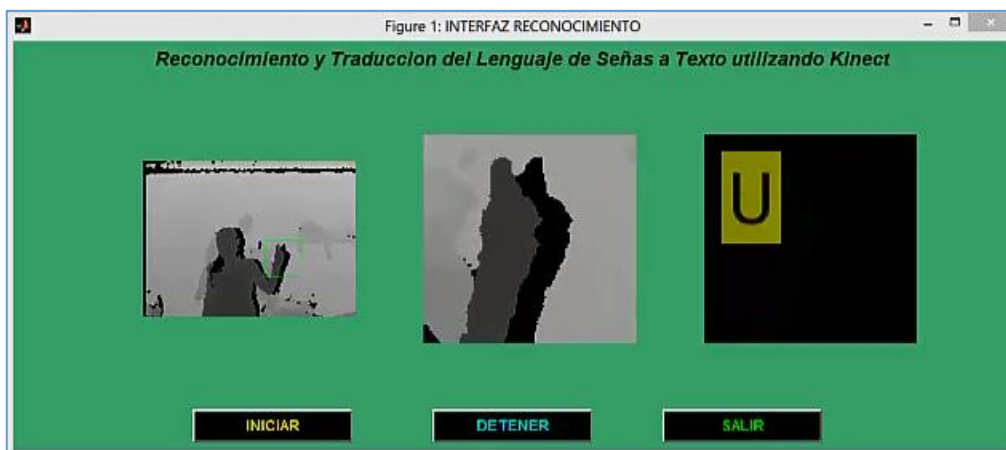 Figure 1: INTERFAZ RECONOCIMIENTO
Reconocimiento y Traduccion del Lenguaje de Señas a Texto utilizando Kinect
U
INICIAR
DETENER
SALIR